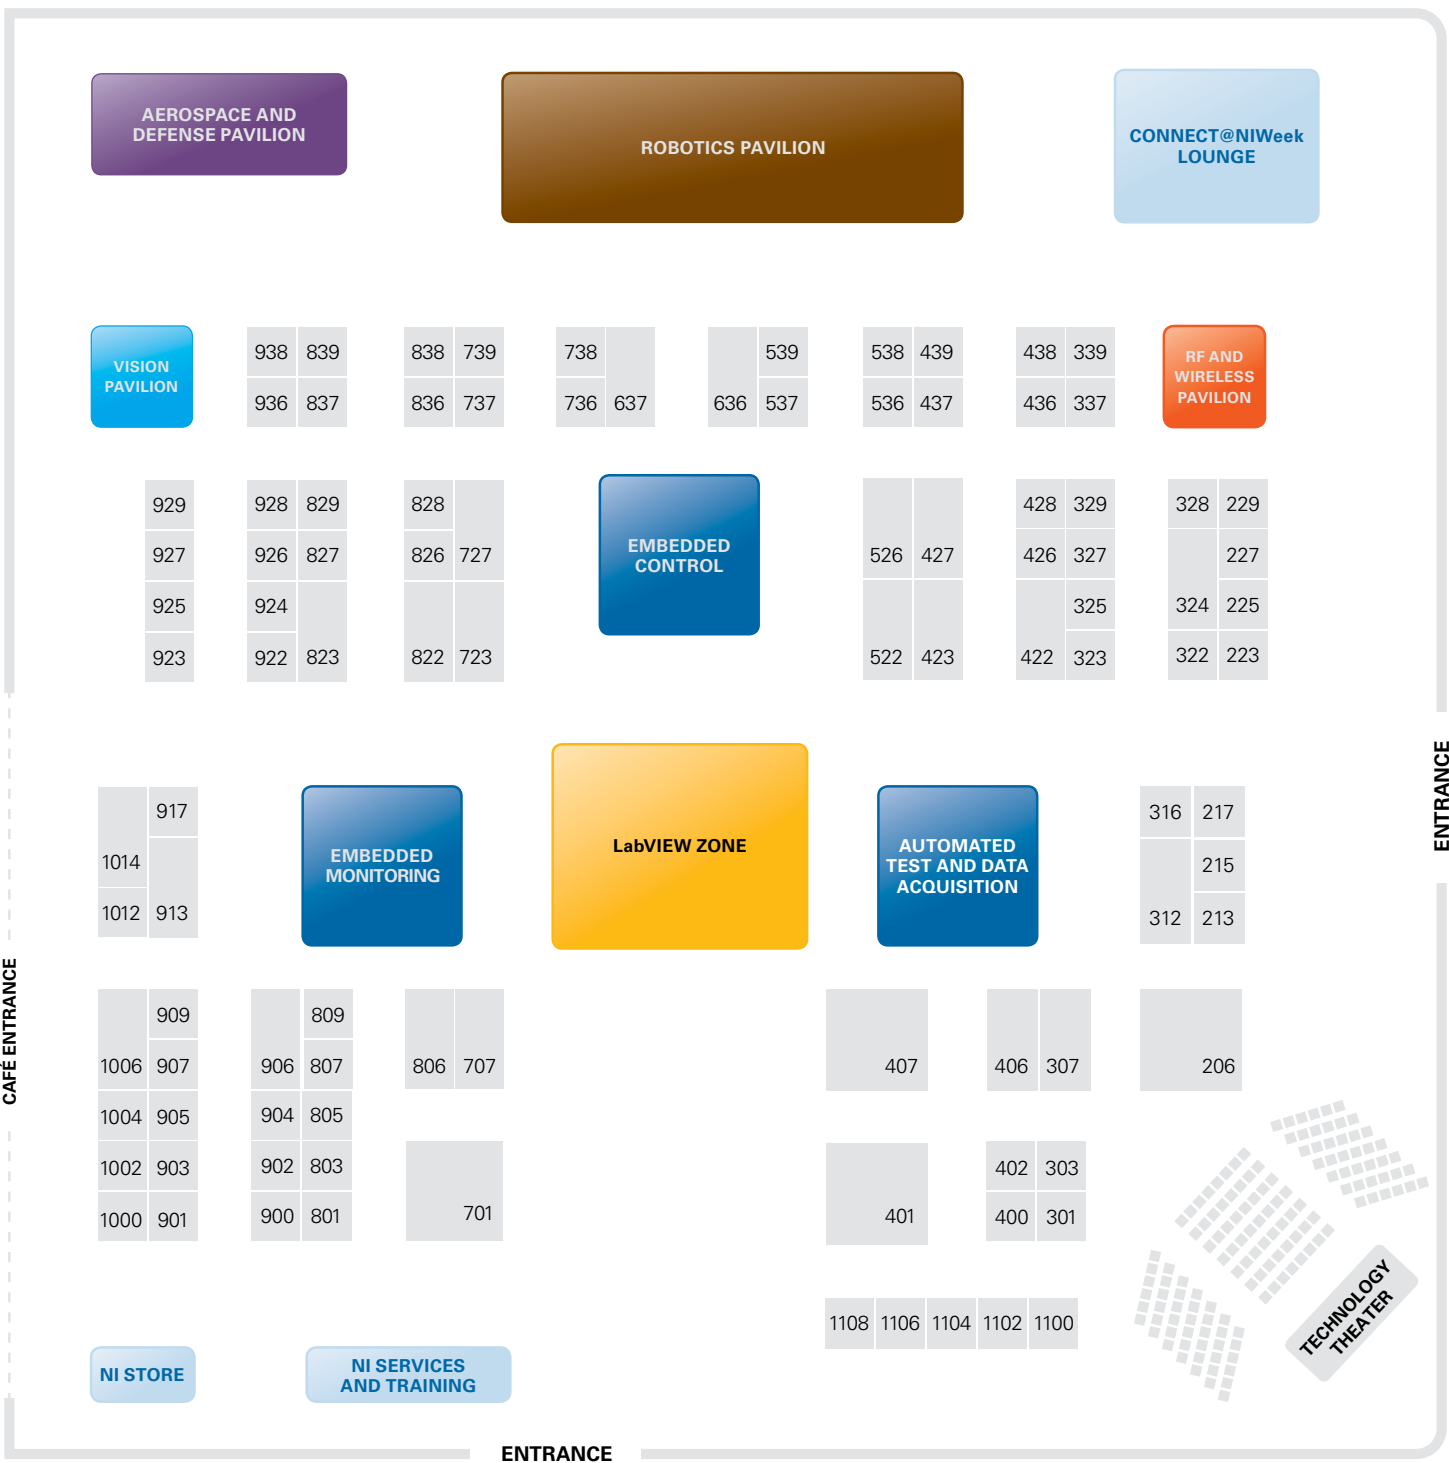 AEROSPACE AND
DEFENSE PAVILION
ROBOTICS PAVILION
CONNECT@NIWeek
LOUNGE
VISION
PAVILION
938 839
936 837
838 739
836 737
738
736 637
539
636 537
538 439
536 437
438 339
436 337
RF AND
WIRELESS
PAVILION
929
927
925
923
928 829
926 827
924
922 823
828
826 727
822 723
EMBEDDED
CONTROL
526 427
522 423
428 329
426 327
325
422 323
328 229
227
324 225
322 223
ENTRANCE
917
1014
1012 913
EMBEDDED
MONITORING
LabVIEW ZONE
AUTOMATED
TEST AND DATA
ACQUISITION
316 217
215
312 213
CAFÉ ENTRANCE
909
1006 907
1004 905
1002 903
1000 901
809
906 807
904 805
902 803
900 801
806 707
701
407
401
406 307
402 303
400 301
206
1108 1106 1104 1102 1100
TECHNOLOGY
THEATER
NI STORE
NI SERVICES
AND TRAINING
ENTRANCE